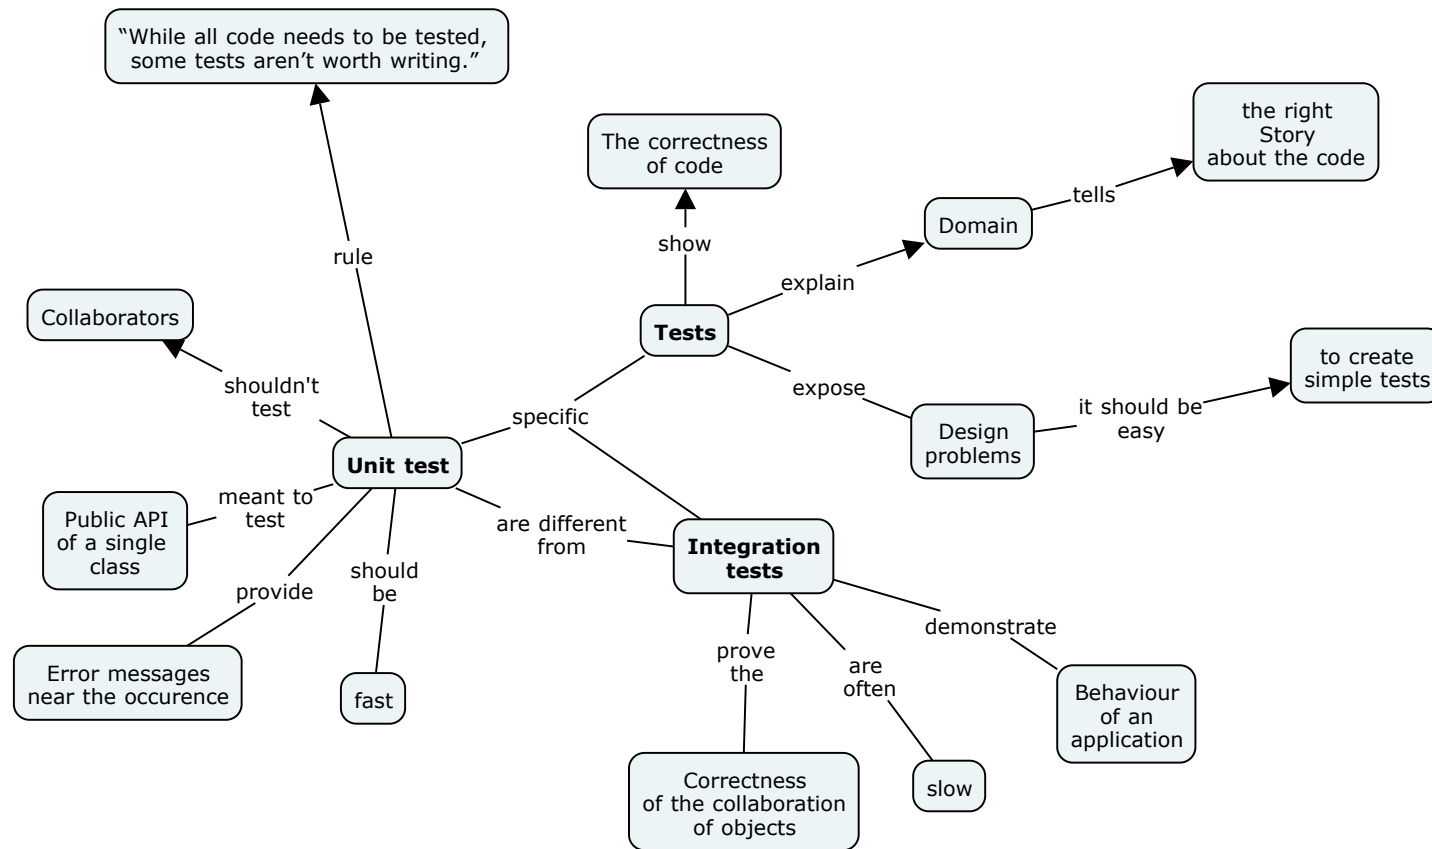 “While all code needs to be tested,
some tests aren’t worth writing.”
the right
Story
about the code
The correctness
of code
tells
Domain
show
rule
explain
Collaborators
Tests
to create
simple tests
shouldn't
test
expose
it should be
easy
specific
Design
problems
Unit test
meant to
test
Public API
of a single
class
are different
from
Integration
tests
should
be
provide
demonstrate
prove
the
are
often
Error messages
near the occurence
fast
Behaviour
of an
application
Correctness
of the collaboration
of objects
slow